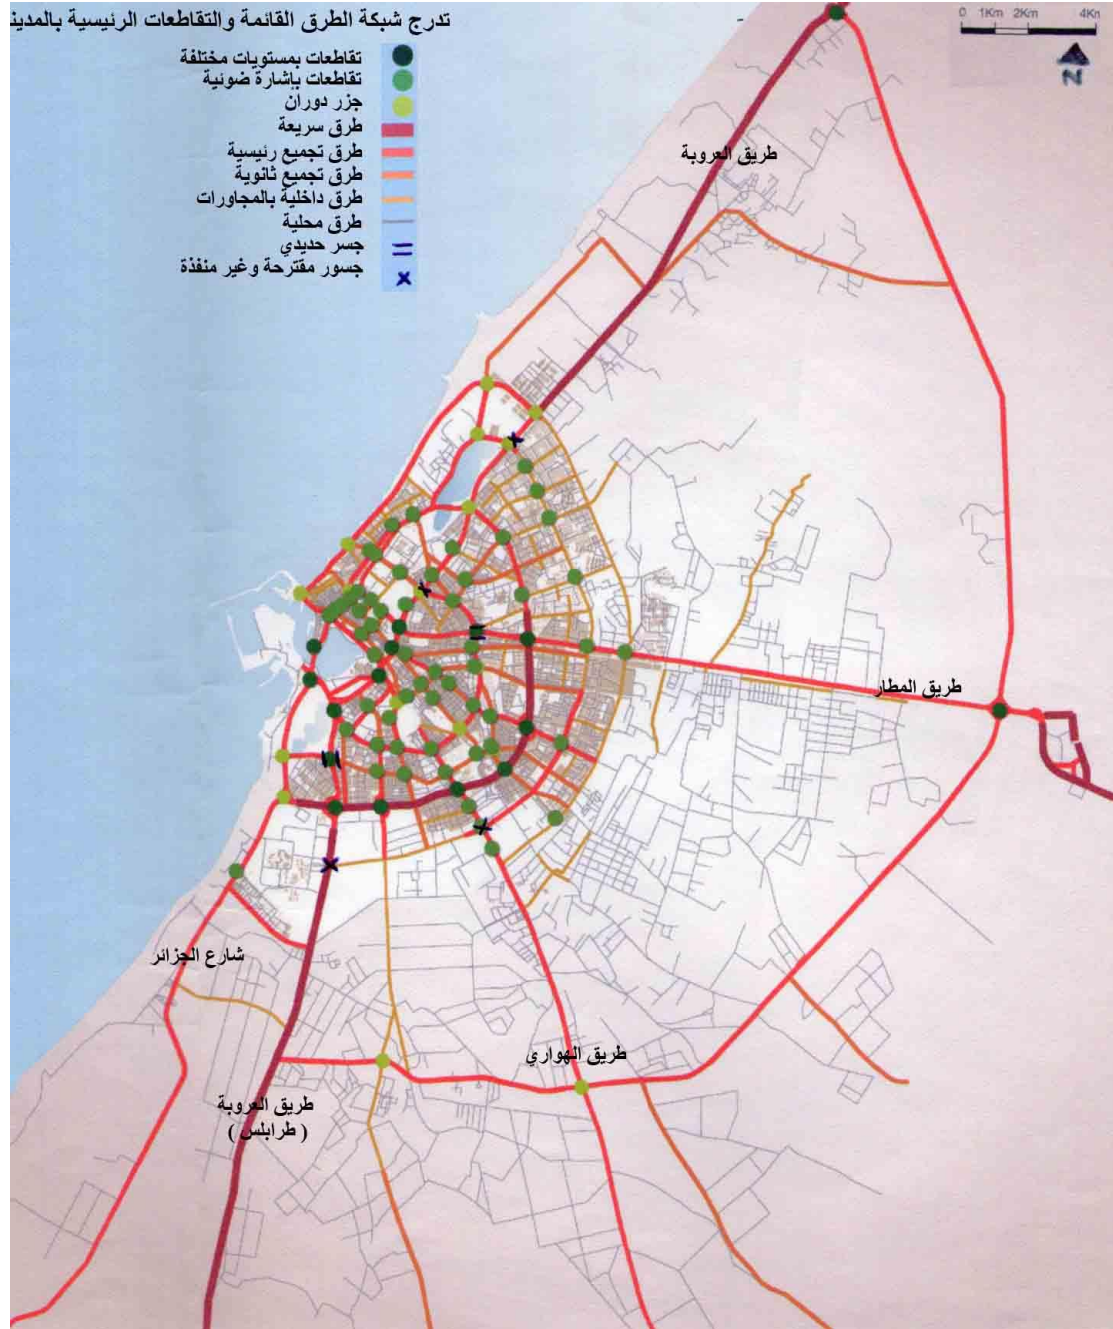 تدرج شبكة الطرق القائمة والتقاطعات الرئيسية بالمدين
تقاطعات بمستويات مختلفة
تقاطعات بإشارة ضوئية
جزر دوران
طرق سريعة
طرق تجميع رئيسية
طرق تجميع ثانوية
طرق داخلية بالمجاورات
طرق محلية
جسر حديدي
جسور مقترحة وغير منفذة
0 1Km 2Km 4Km
N
طريق العروبة
طريق المطار
شارع الجزائر
طريق الهواري
طريق العروبة
( طرابلس )